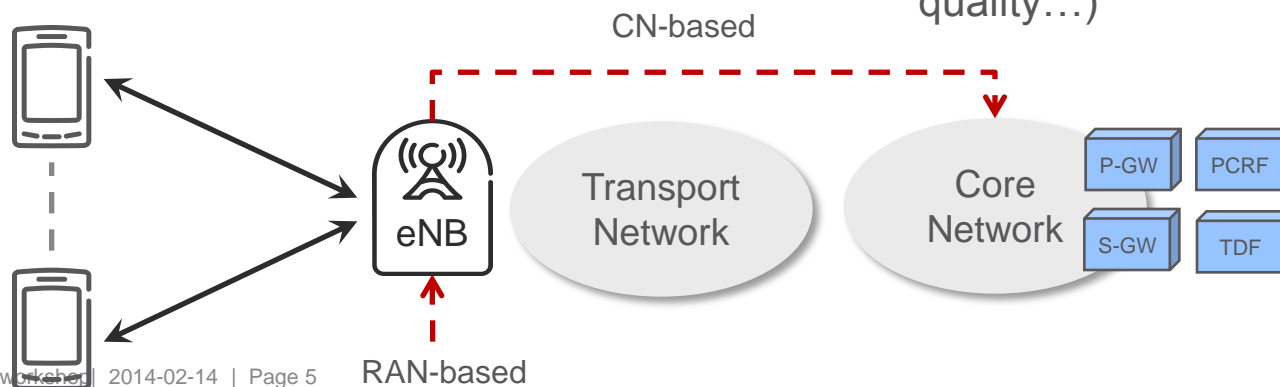 quality…)
CN-based
P-GW
PCRF
Transport
Network
Core
Network
eNB
S-GW
TDF
workshop| 2014-02-14 | Page 5
RAN-based